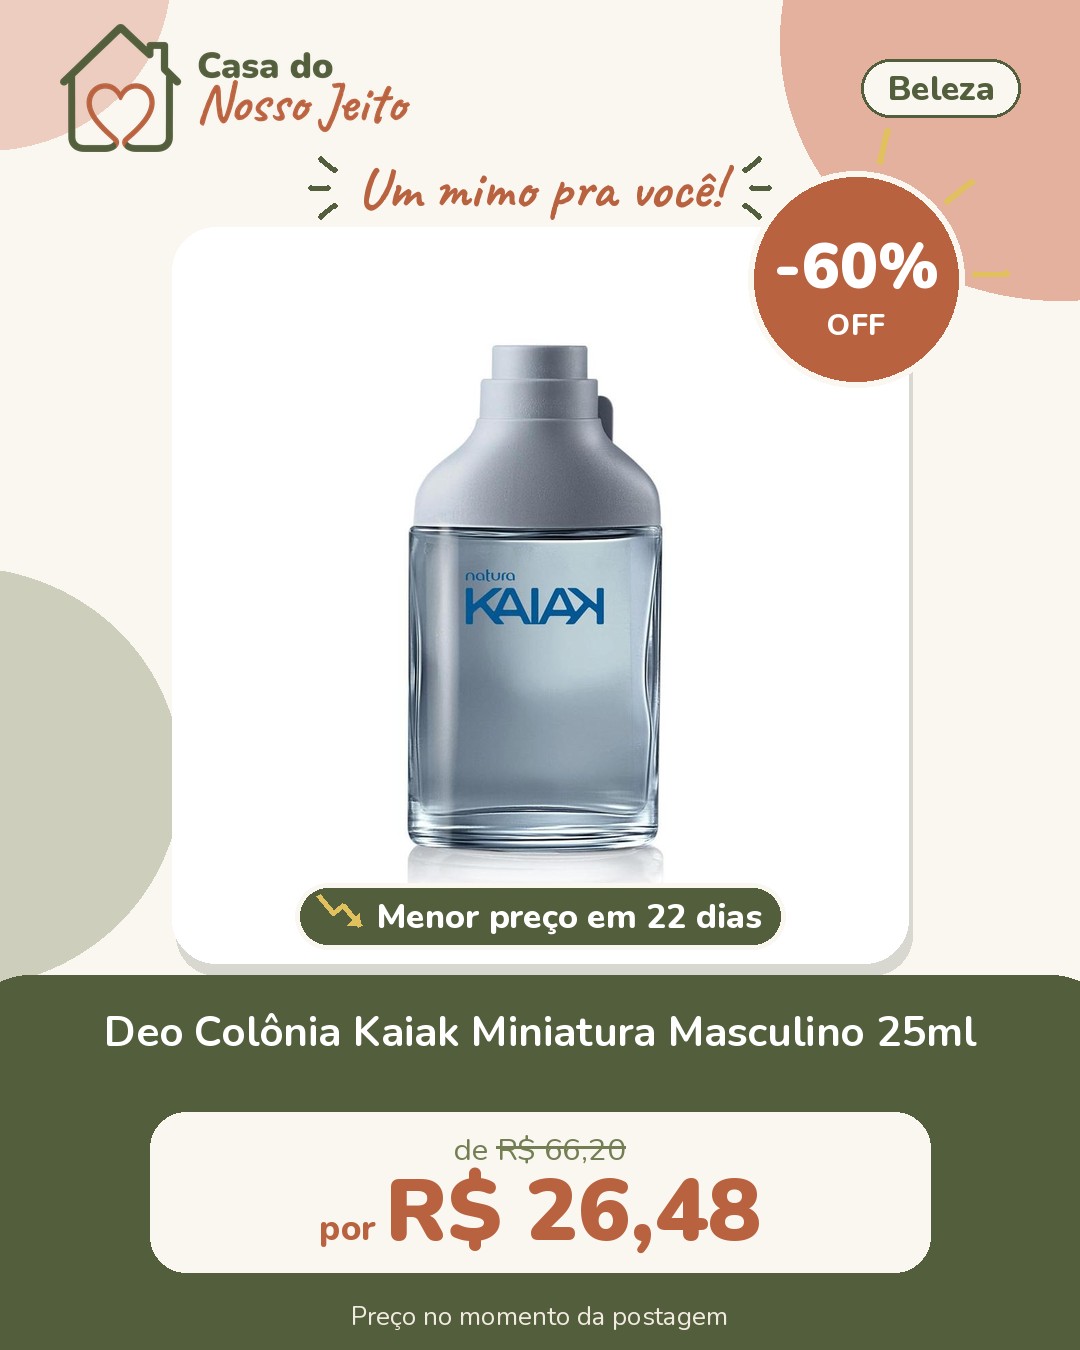 Casa do
Nosso Jeito
Beleza
Um mimo pra você!
-60%
OFF
natura
KAIAK
Menor preço em 22 dias
Deo Colônia Kaiak Miniatura Masculino 25ml
de R$ 66,20
por R$ 26,48
Preço no momento da postagem